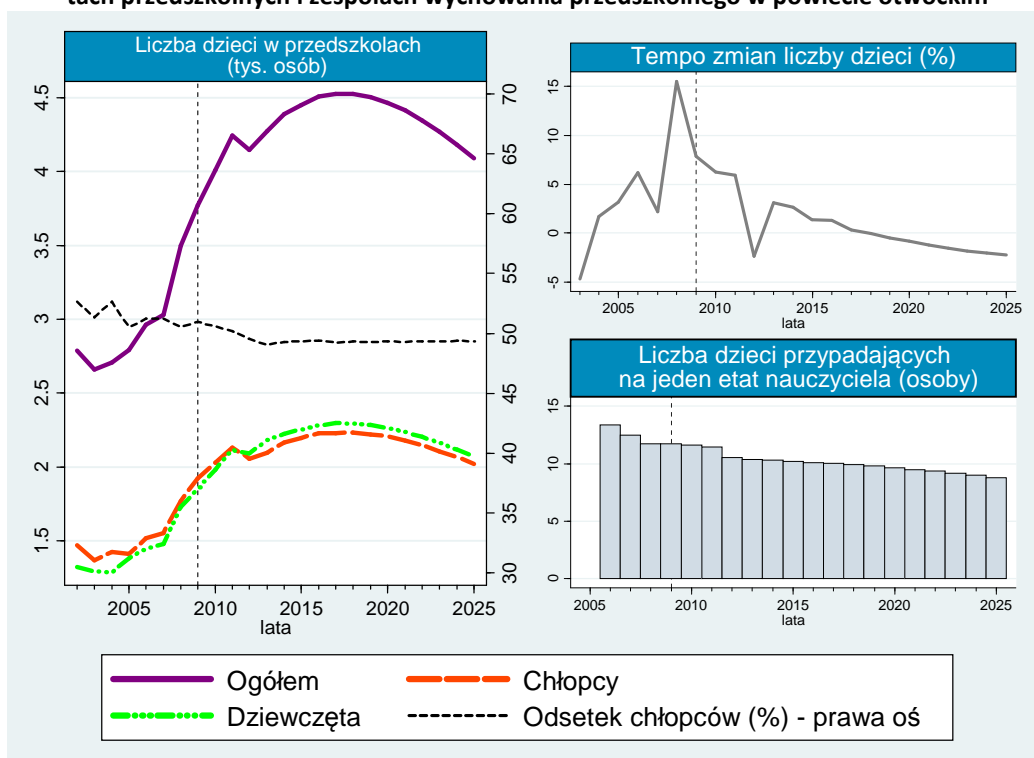 tach przedszkolnych i zespołach wychowania przedszkolnego w powiecie otwockim
Liczba dzieci w przedszkolach
(tys. osób)
4.5
4
3.5
3
2.5
2
1.5
70
65
60
55
50
45
40
35
30
2005 2010 2015 2020 2025
lata
Tempo zmian liczby dzieci (%)
15
10
5
0
-5
2005 2010 2015 2020 2025
lata
Liczba dzieci przypadających
na jeden etat nauczyciela (osoby)
15
10
5
0
2005 2010 2015 2020 2025
lata
Ogółem Chłopcy
Dziewczęta Odsetek chłopców (%) - prawa oś